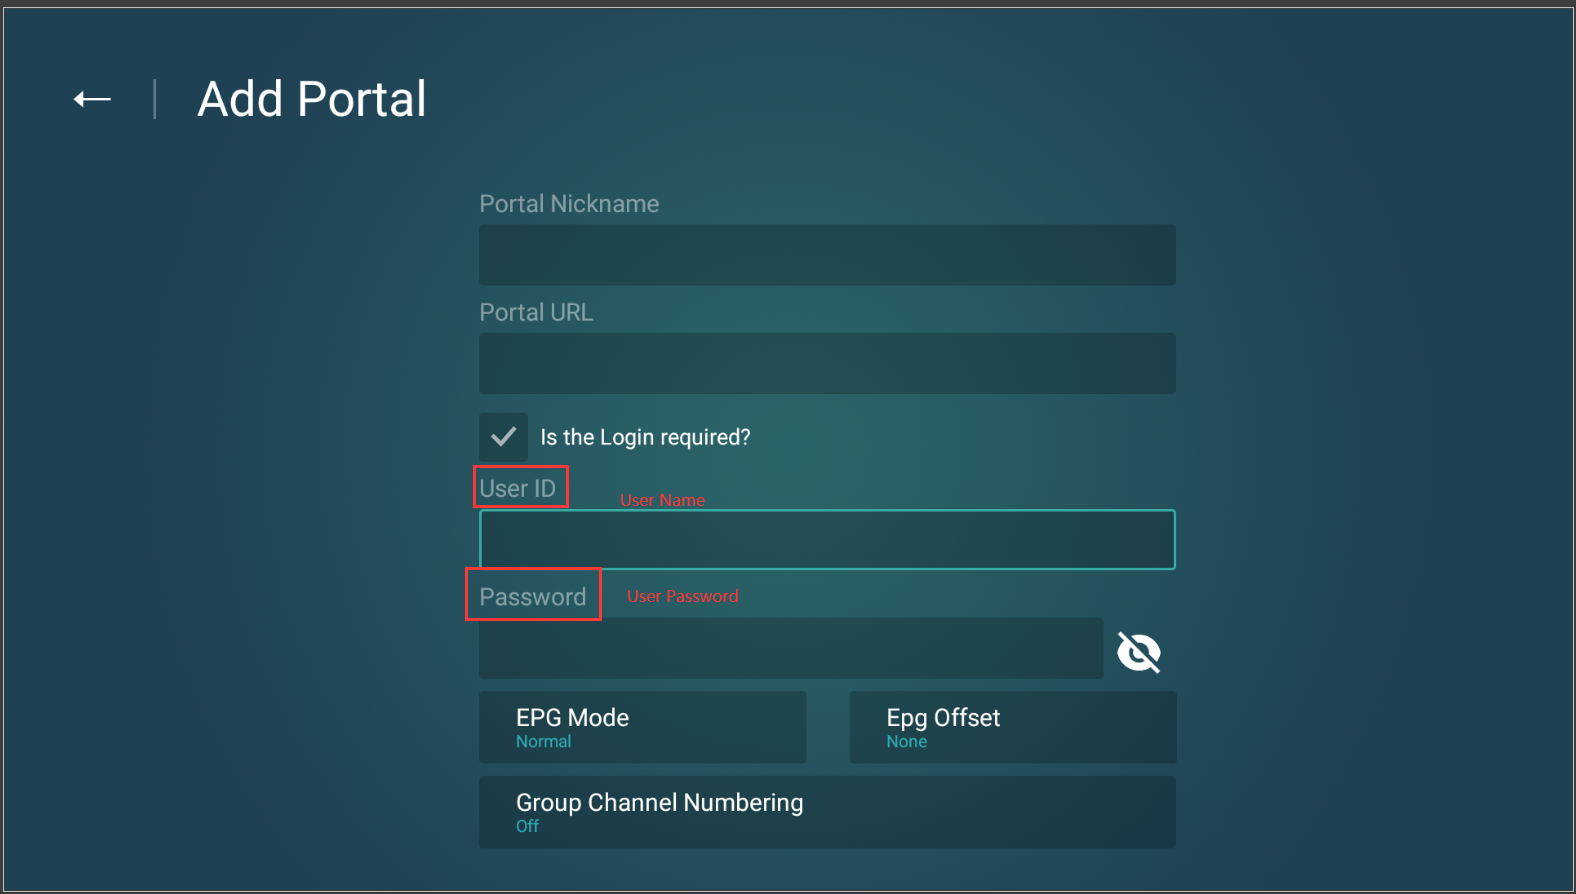 Add Portal
Portal Nickname
Portal URL
Is the Login required?
User ID
User Name
Password
User Password
EPG Mode
Normal
Epg Offset
None
Group Channel Numbering
Off